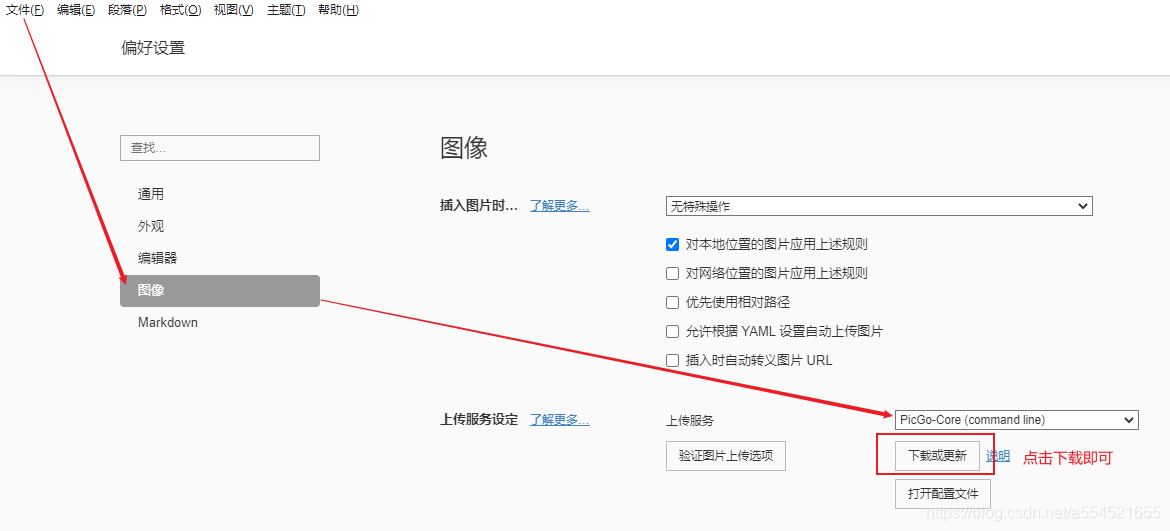 文件(F) 编辑(E) 段落(P) 格式(O) 视图(V) 主题(T) 帮助(H)
偏好设置
查找...
通用
外观
编辑器
图像
Markdown
图像
插入图片时... 了解更多... 无特殊操作
对本地位置的图片应用上述规则
对网络位置的图片应用上述规则
优先使用相对路径
允许根据 YAML 设置自动上传图片
插入时自动转义图片 URL
上传服务设定 了解更多... 上传服务 PicGo-Core (command line)
验证图片上传选项 下载或更新 说明 点击下载即可
打开配置文件
https://blog.csdn.net/a554521655